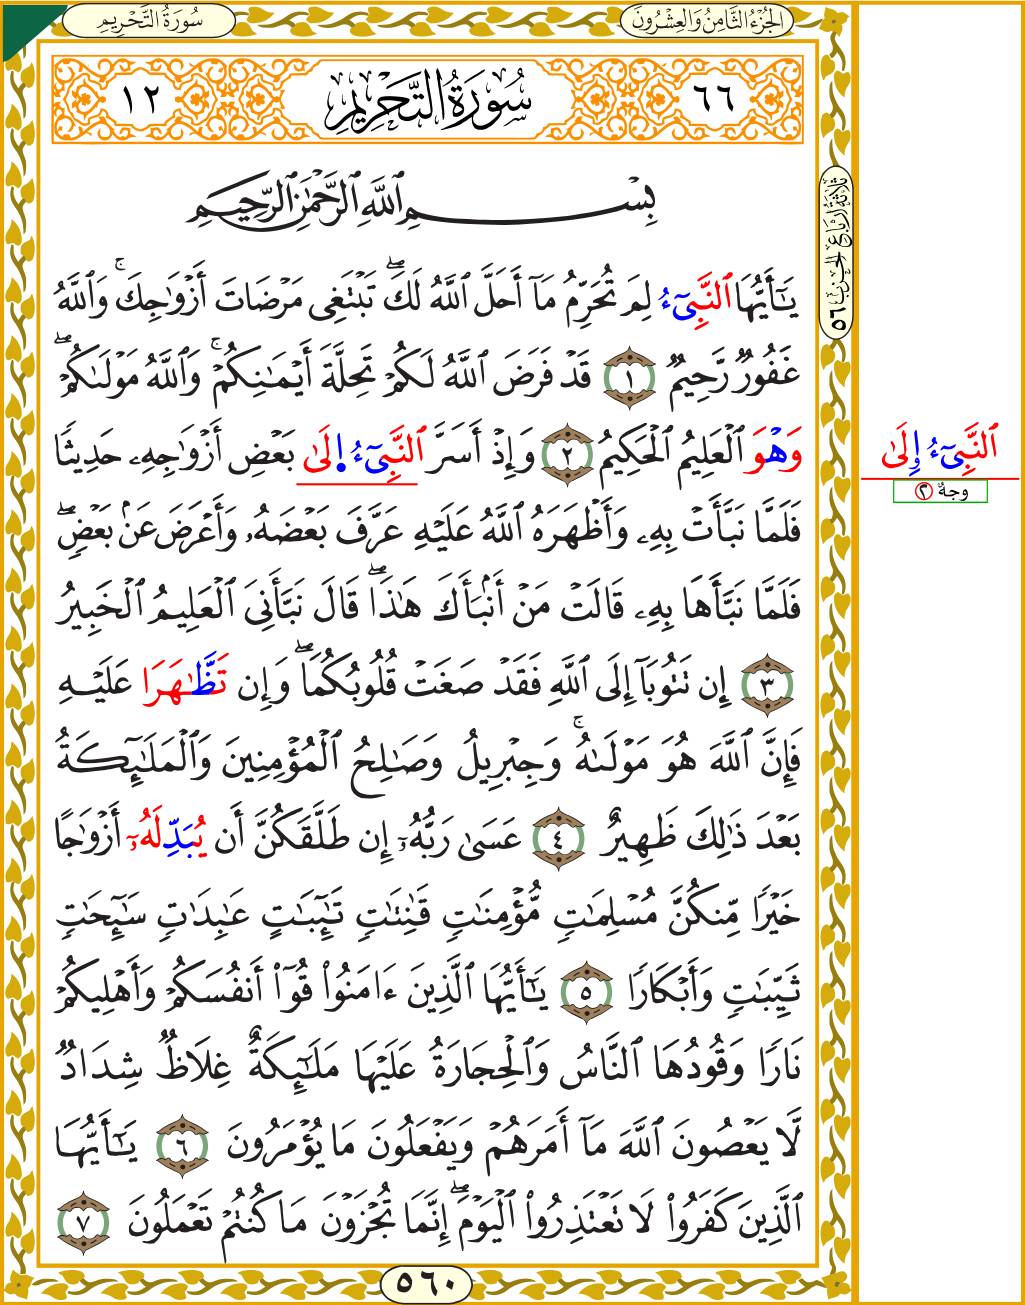 سُورَةُ التَّحْرِيمِ
الجُزْءُ الثَّامِنُ وَالعِشْرُونَ
٦٦ سُورَةُ التَّحْرِيمِ ١٢
بِسْمِ ٱللَّهِ ٱلرَّحْمَٰنِ ٱلرَّحِيمِ
يَٰٓأَيُّهَا ٱلنَّبِىٓءُ لِمَ تُحَرِّمُ مَآ أَحَلَّ ٱللَّهُ لَكَۖ تَبْتَغِى مَرْضَاتَ أَزْوَٰجِكَۚ وَٱللَّهُ
غَفُورٌ رَّحِيمٌ ١ قَدْ فَرَضَ ٱللَّهُ لَكُمْ تَحِلَّةَ أَيْمَٰنِكُمْۚ وَٱللَّهُ مَوْلَىٰكُمْۖ
وَهْوَ ٱلْعَلِيمُ ٱلْحَكِيمُ ٢ وَإِذْ أَسَرَّ ٱلنَّبِىٓءُ اِ۪لَىٰ بَعْضِ أَزْوَٰجِهِۦ حَدِيثًا
فَلَمَّا نَبَّأَتْ بِهِۦ وَأَظْهَرَهُ ٱللَّهُ عَلَيْهِ عَرَّفَ بَعْضَهُۥ وَأَعْرَضَ عَنۢ بَعْضٍۖ
فَلَمَّا نَبَّأَهَا بِهِۦ قَالَتْ مَنْ أَنۢبَأَكَ هَٰذَاۖ قَالَ نَبَّأَنِىَ ٱلْعَلِيمُ ٱلْخَبِيرُ
٣ إِن تَتُوبَآ إِلَى ٱللَّهِ فَقَدْ صَغَتْ قُلُوبُكُمَاۖ وَإِن تَظَّٰهَرَا عَلَيْهِ
فَإِنَّ ٱللَّهَ هُوَ مَوْلَىٰهُۚ وَجِبْرِيلُ وَصَٰلِحُ ٱلْمُؤْمِنِينَ وَٱلْمَلَٰٓئِكَةُ
بَعْدَ ذَٰلِكَ ظَهِيرٌ ٤ عَسَىٰ رَبُّهُۥٓ إِن طَلَّقَكُنَّ أَن يُبَدِّلَهُۥٓ أَزْوَٰجًا
خَيْرًا مِّنكُنَّ مُسْلِمَٰتٍ مُّؤْمِنَٰتٍ قَٰنِتَٰتٍ تَٰٓئِبَٰتٍ عَٰبِدَٰتٍ سَٰٓئِحَٰتٍ
ثَيِّبَٰتٍ وَأَبْكَارًا ٥ يَٰٓأَيُّهَا ٱلَّذِينَ ءَامَنُوا۟ قُوٓا۟ أَنفُسَكُمْ وَأَهْلِيكُمْ
نَارًا وَقُودُهَا ٱلنَّاسُ وَٱلْحِجَارَةُ عَلَيْهَا مَلَٰٓئِكَةٌ غِلَاظٌ شِدَادٌ
لَّا يَعْصُونَ ٱللَّهَ مَآ أَمَرَهُمْ وَيَفْعَلُونَ مَا يُؤْمَرُونَ ٦ يَٰٓأَيُّهَا
ٱلَّذِينَ كَفَرُوا۟ لَا تَعْتَذِرُوا۟ ٱلْيَوْمَۖ إِنَّمَا تُجْزَوْنَ مَا كُنتُمْ تَعْمَلُونَ ٧
٥٦٠
ثَلَاثَةُ أَرْبَاعِ الحِزْب ٥٦
ٱلنَّبِىٓءُ وِلَىٰ
وجهٌ ٢